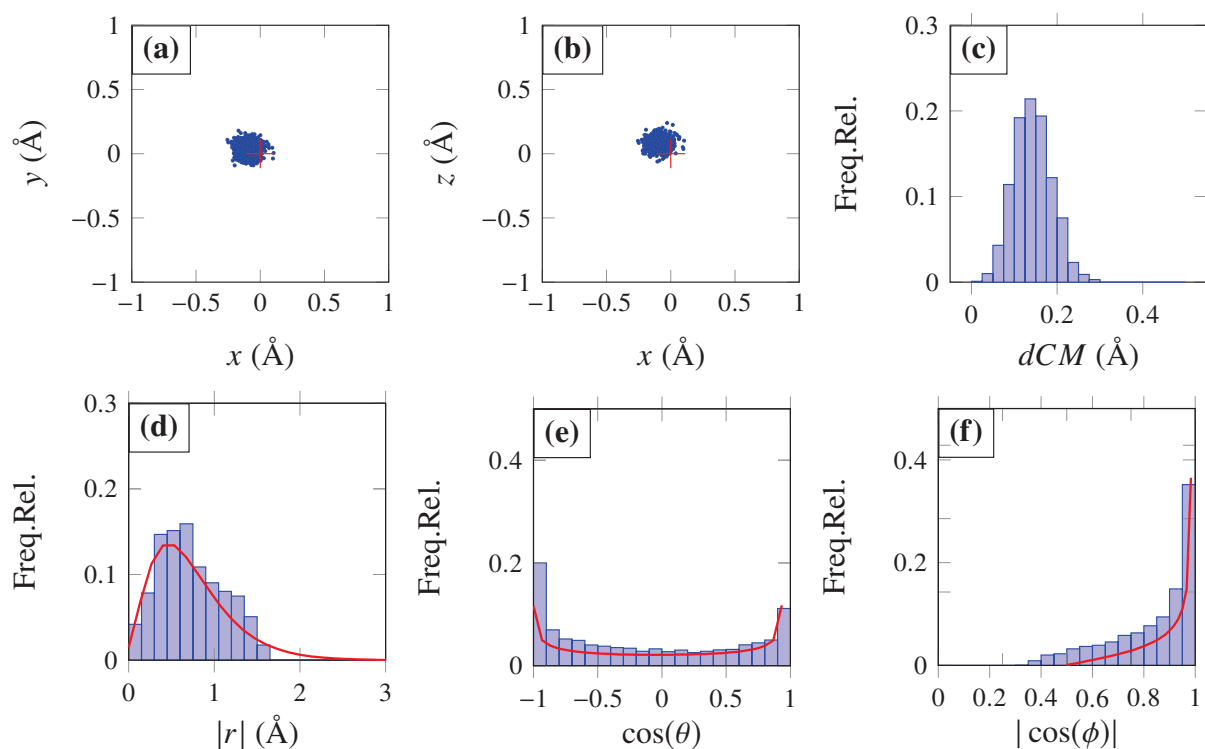 (a)
1
0.5
0
−0.5
−1
y (Å)
−1 −0.5 0 0.5 1
x (Å)
(b)
1
0.5
0
−0.5
−1
z (Å)
−1 −0.5 0 0.5 1
x (Å)
(c)
0.3
0.2
0.1
0
Freq.Rel.
0 0.2 0.4
dCM (Å)
(d)
0.3
0.2
0.1
0
Freq.Rel.
0 1 2 3
|r| (Å)
(e)
0.4
0.2
0
Freq.Rel.
−1 −0.5 0 0.5 1
cos(θ)
(f)
0.4
0.2
0
Freq.Rel.
0 0.2 0.4 0.6 0.8 1
| cos(ϕ)|